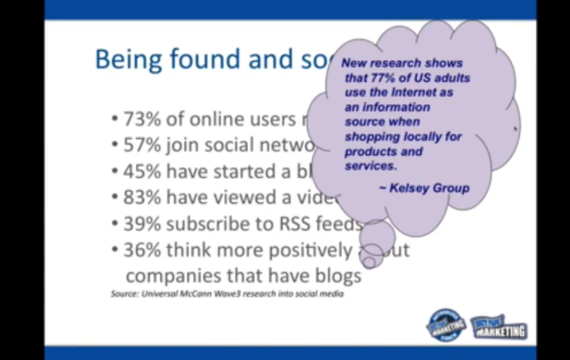 Being found and so
• 73% of online users
• 57% join social netwo
• 45% have started a bl
• 83% have viewed a vide
• 39% subscribe to RSS feeds
• 36% think more positively about
companies that have blogs
Source: Universal McCann Wave3 research into social media
New research shows
that 77% of US adults
use the Internet as
an information
source when
shopping locally for
products and
services.
~ Kelsey Group
MARKETING
MARKETING